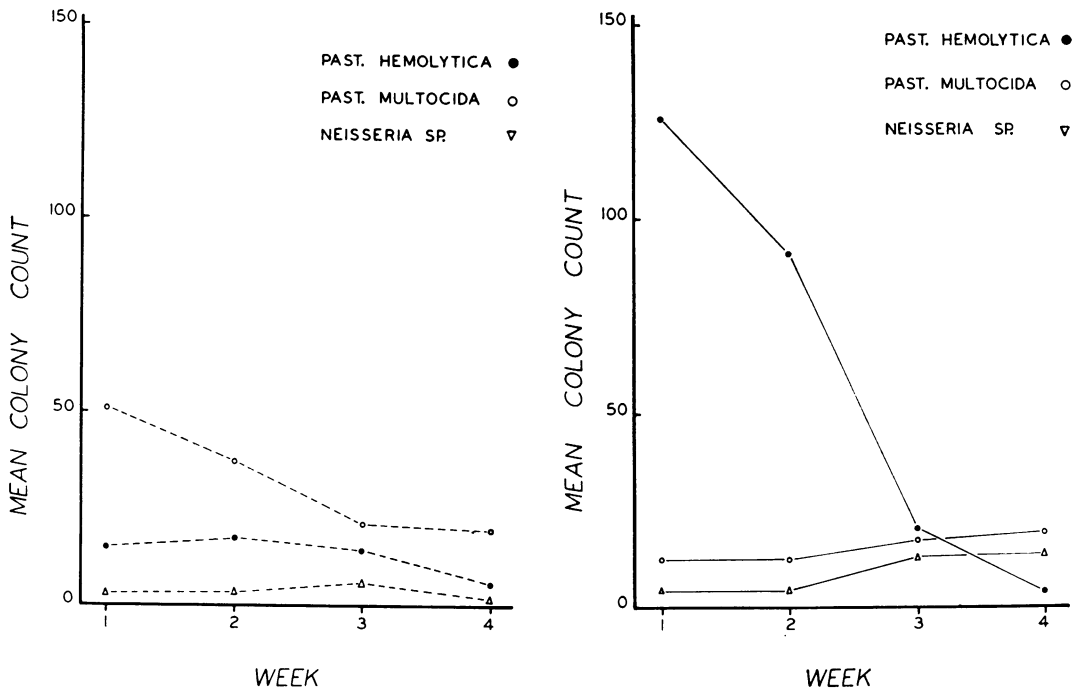 150
PAST. HEMOLYTICA
PAST. MULTOCIDA
NEISSERIA SP.
100
50
0
1 2 3 4
MEAN COLONY COUNT
WEEK
150
PAST. HEMOLYTICA
PAST. MULTOCIDA
NEISSERIA SP.
100
50
0
1 2 3 4
MEAN COLONY COUNT
WEEK